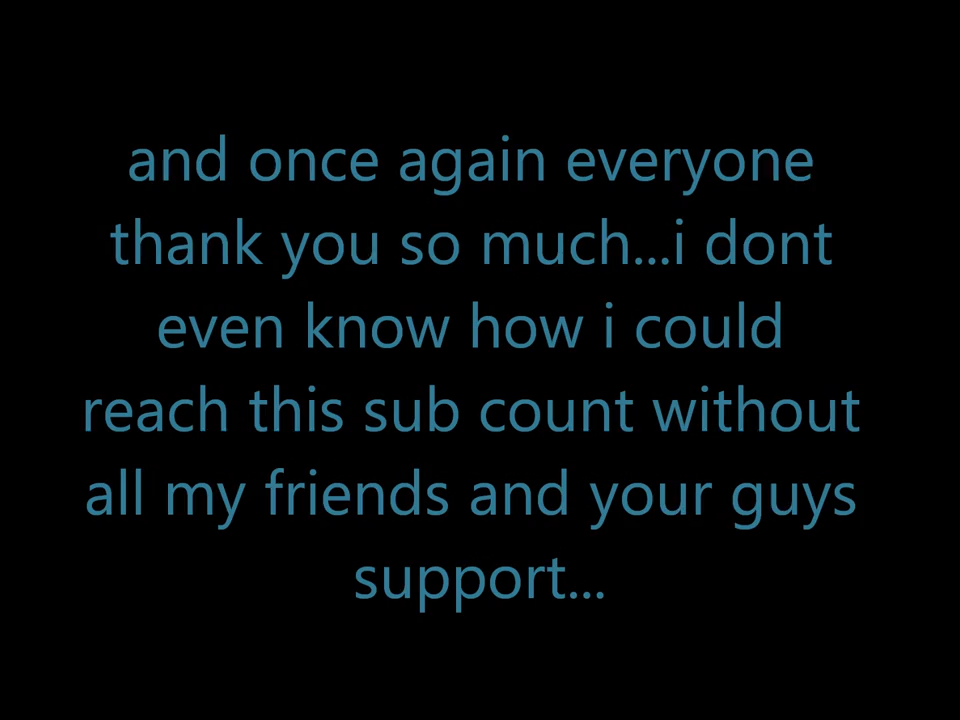 and once again everyone
thank you so much...i dont
even know how i could
reach this sub count without
all my friends and your guys
support...